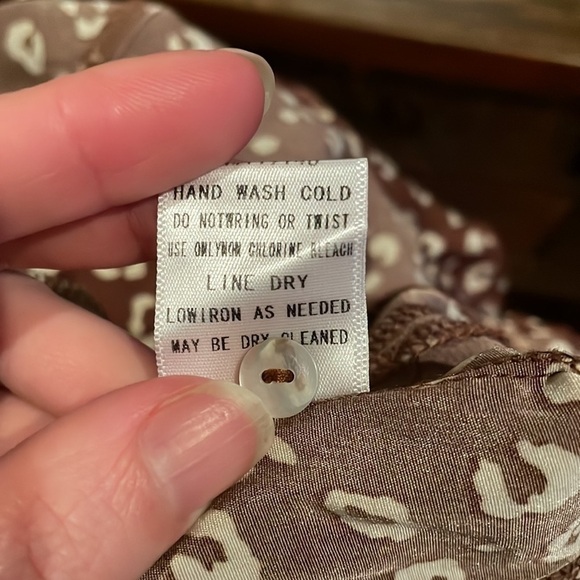 HAND WASH COLD
DO NOTWRING OR TWIST
USE ONLYNON CHLORINE BLEACH
LINE DRY
LOWIRON AS NEEDED
MAY BE DRY CLEANED